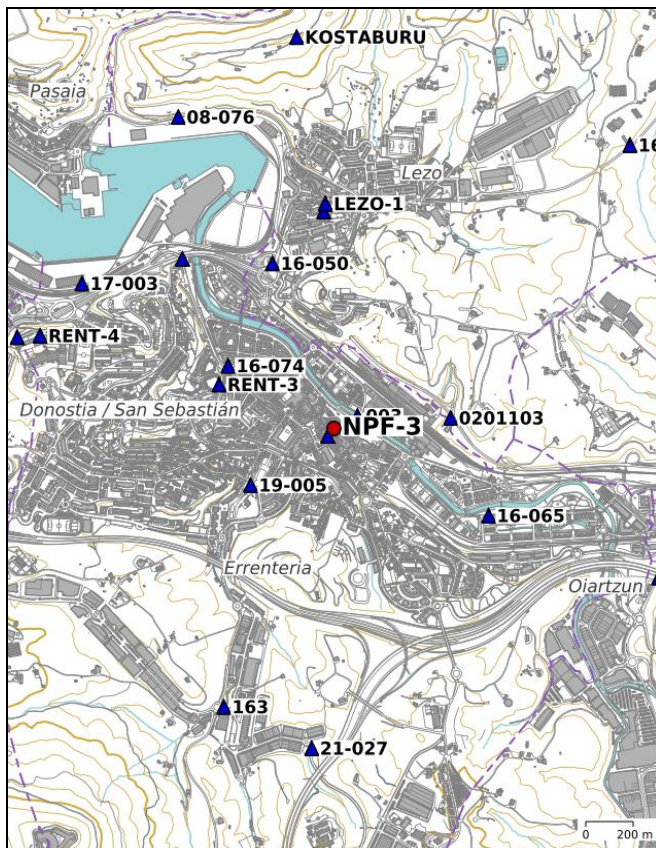 KOSTABURU
Pasaia
08-076
16
Lezo
LEZO-1
16-050
17-003
RENT-4
16-074
RENT-3
Donostia / San Sebastián
003
0201103
NPF-3
19-005
16-065
Errenteria
Oiartzun
163
21-027
0 200 m